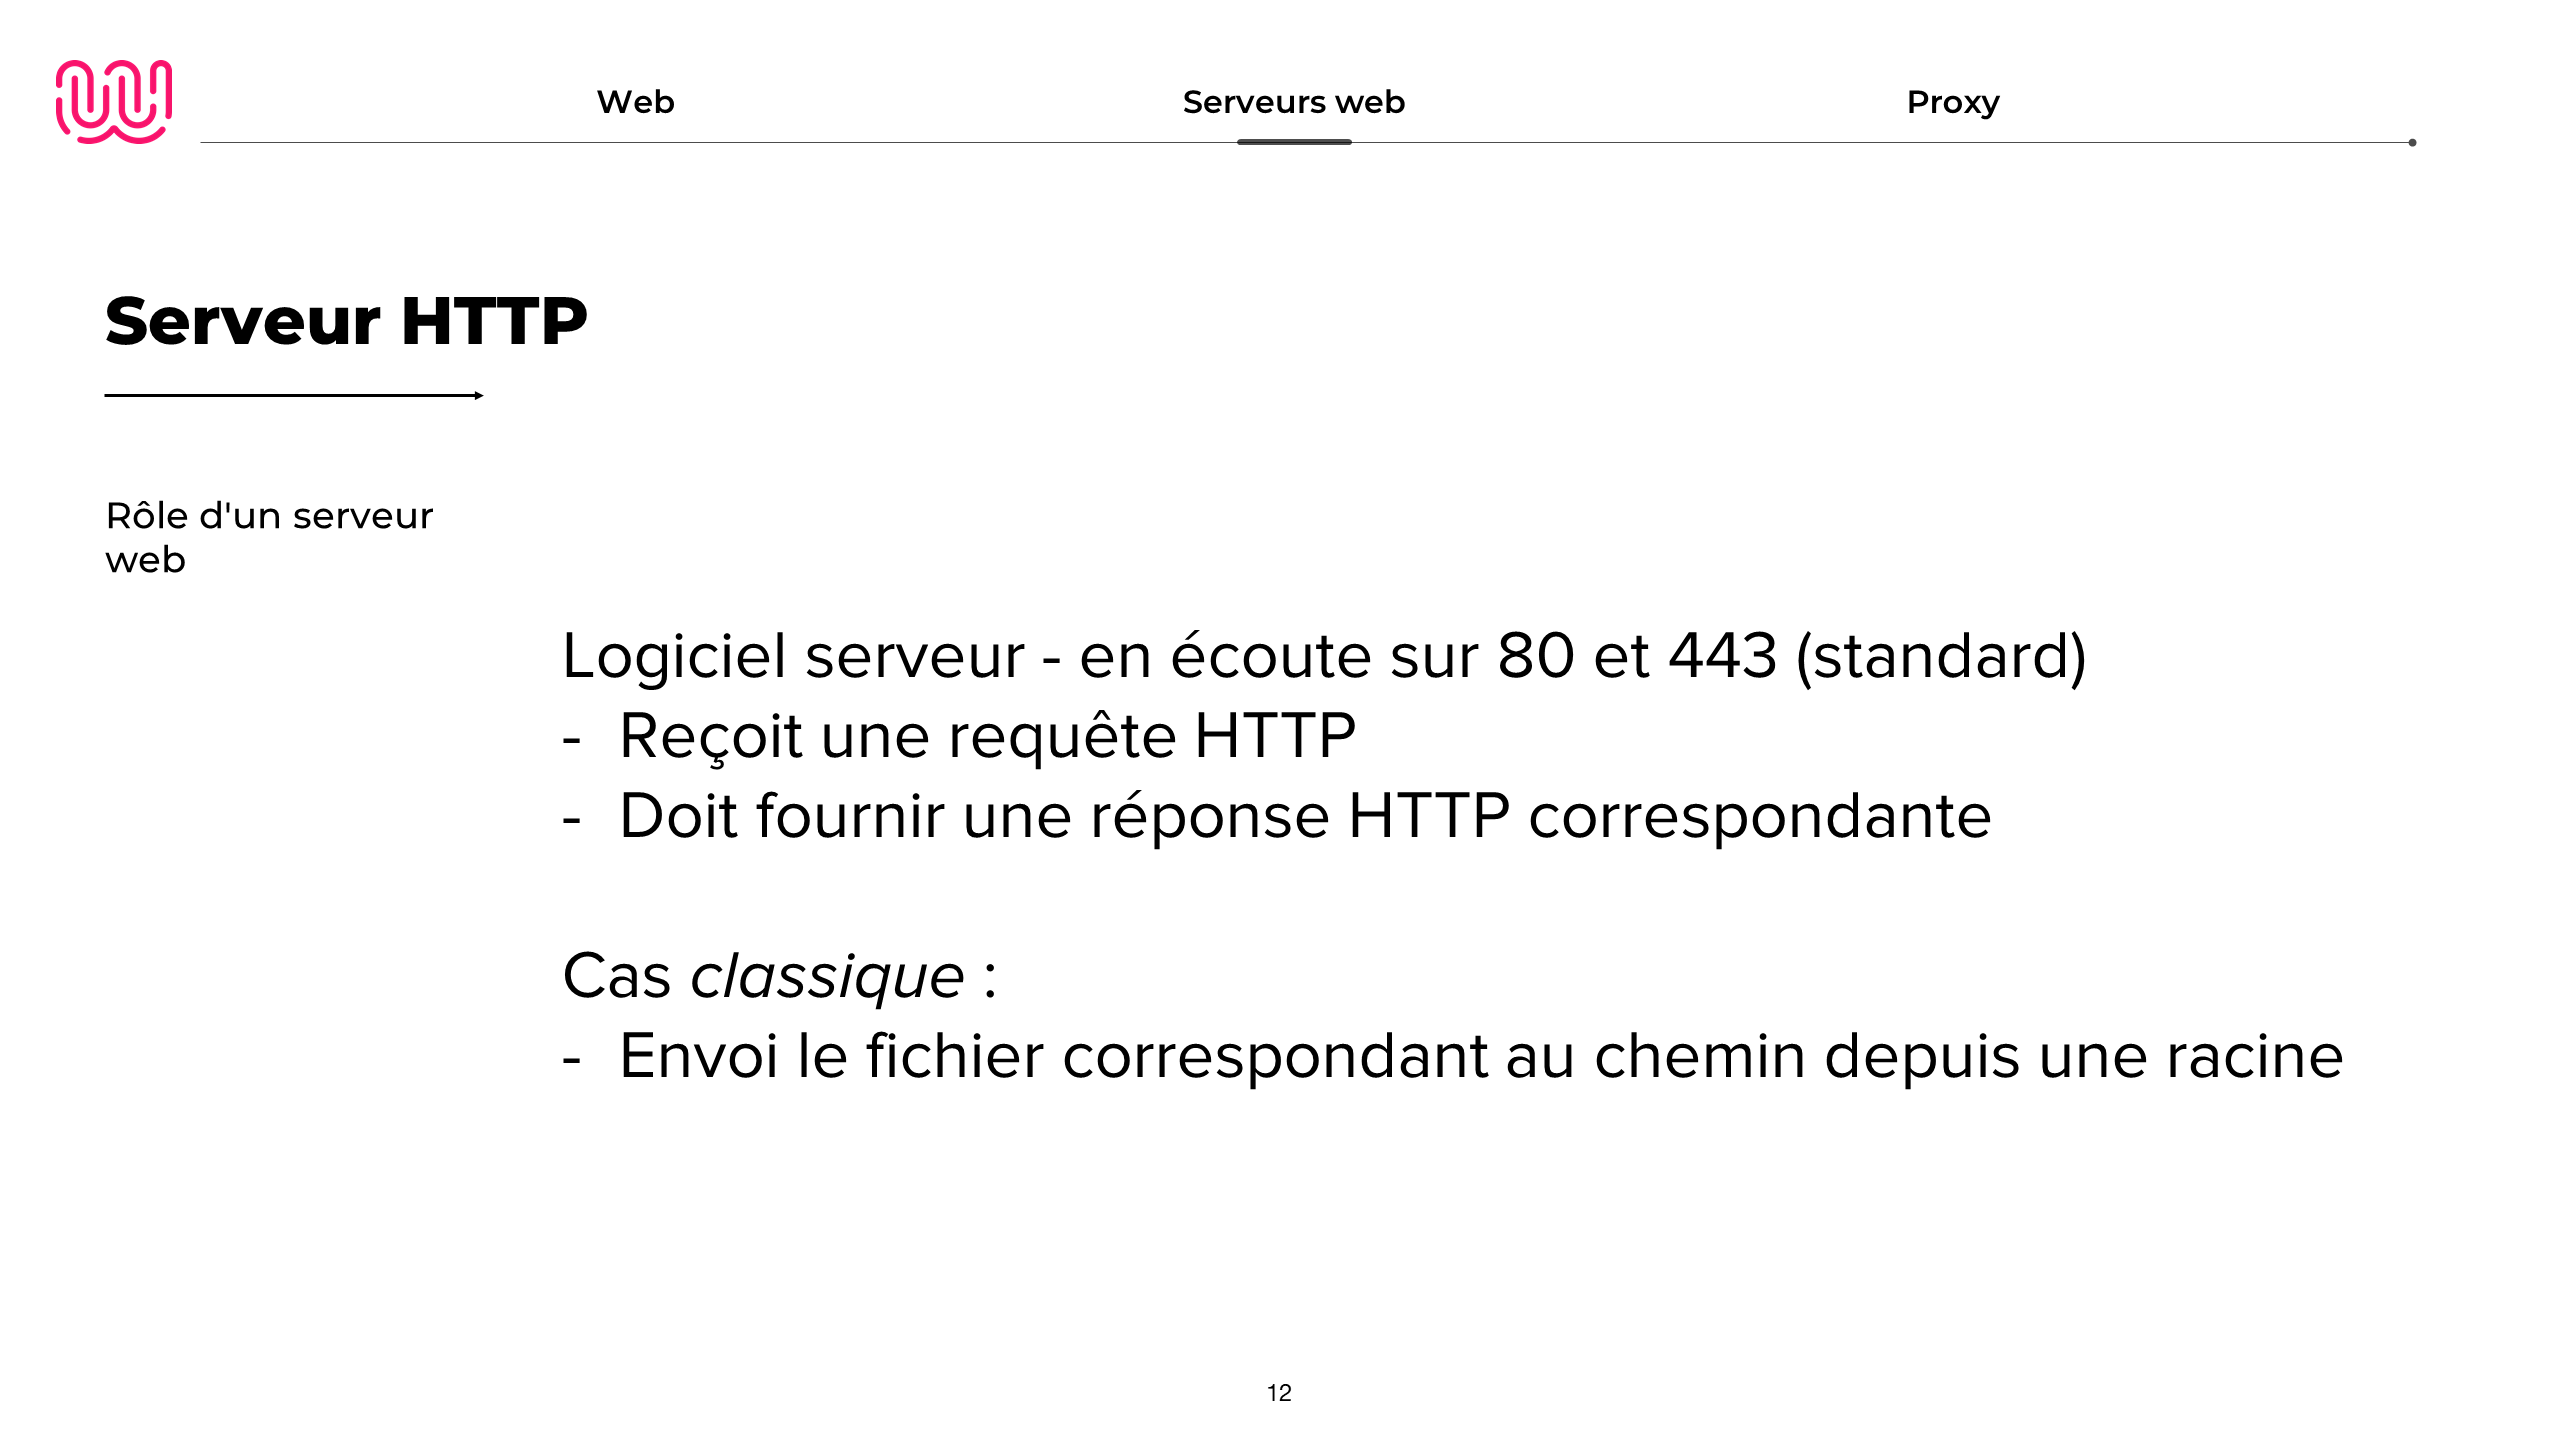 Web
Serveurs web
Proxy
Serveur HTTP
Rôle d'un serveur
web
Logiciel serveur - en écoute sur 80 et 443 (standard)
- Reçoit une requête HTTP
- Doit fournir une réponse HTTP correspondante
Cas classique :
- Envoi le fichier correspondant au chemin depuis une racine
12